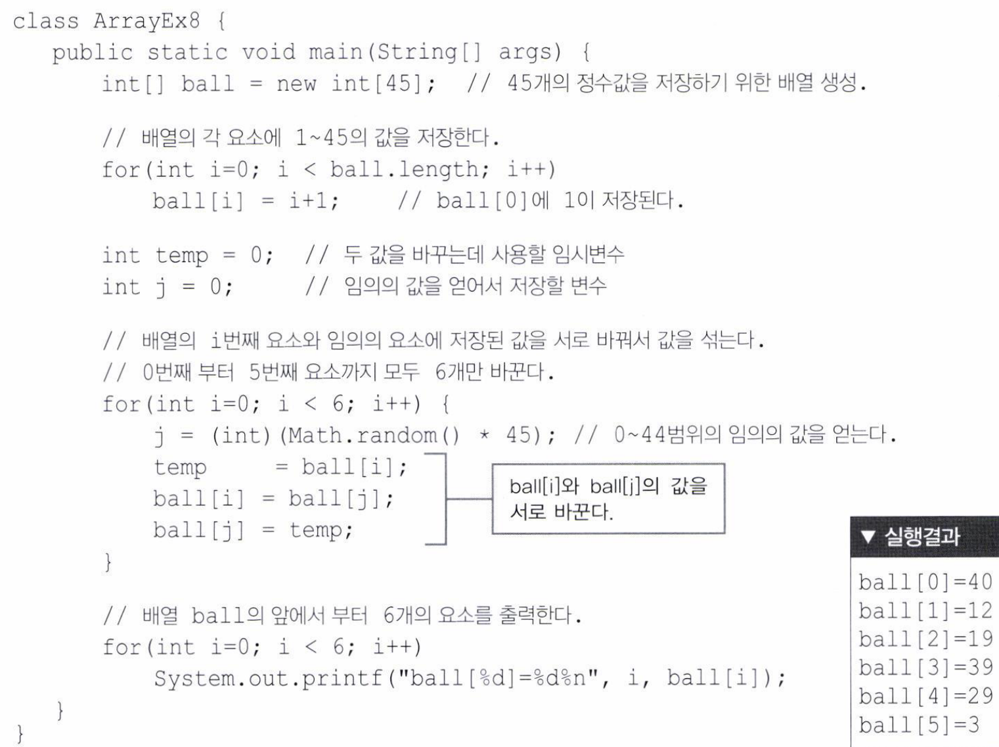 class ArrayEx8 {
public static void main(String[] args) {
int[] ball = new int[45]; // 45개의 정수값을 저장하기 위한 배열 생성.
// 배열의 각 요소에 1~45의 값을 저장한다.
for(int i=0; i < ball.length; i++)
ball[i] = i+1; // ball[0]에 1이 저장된다.
int temp = 0; // 두 값을 바꾸는데 사용할 임시변수
int j = 0; // 임의의 값을 얻어서 저장할 변수
// 배열의 i번째 요소와 임의의 요소에 저장된 값을 서로 바꿔서 값을 섞는다.
// 0번째 부터 5번째 요소까지 모두 6개만 바꾼다.
for(int i=0; i < 6; i++) {
j = (int)(Math.random() * 45); // 0~44범위의 임의의 값을 얻는다.
temp = ball[i];
ball[i] = ball[j];
ball[j] = temp;
ball[i]와 ball[j]의 값을
서로 바꾼다.
}
// 배열 ball의 앞에서 부터 6개의 요소를 출력한다.
for(int i=0; i < 6; i++)
System.out.printf("ball[%d]=%d%n", i, ball[i]);
}
}
▼ 실행결과
ball[0]=40
ball[1]=12
ball[2]=19
ball[3]=39
ball[4]=29
ball[5]=3